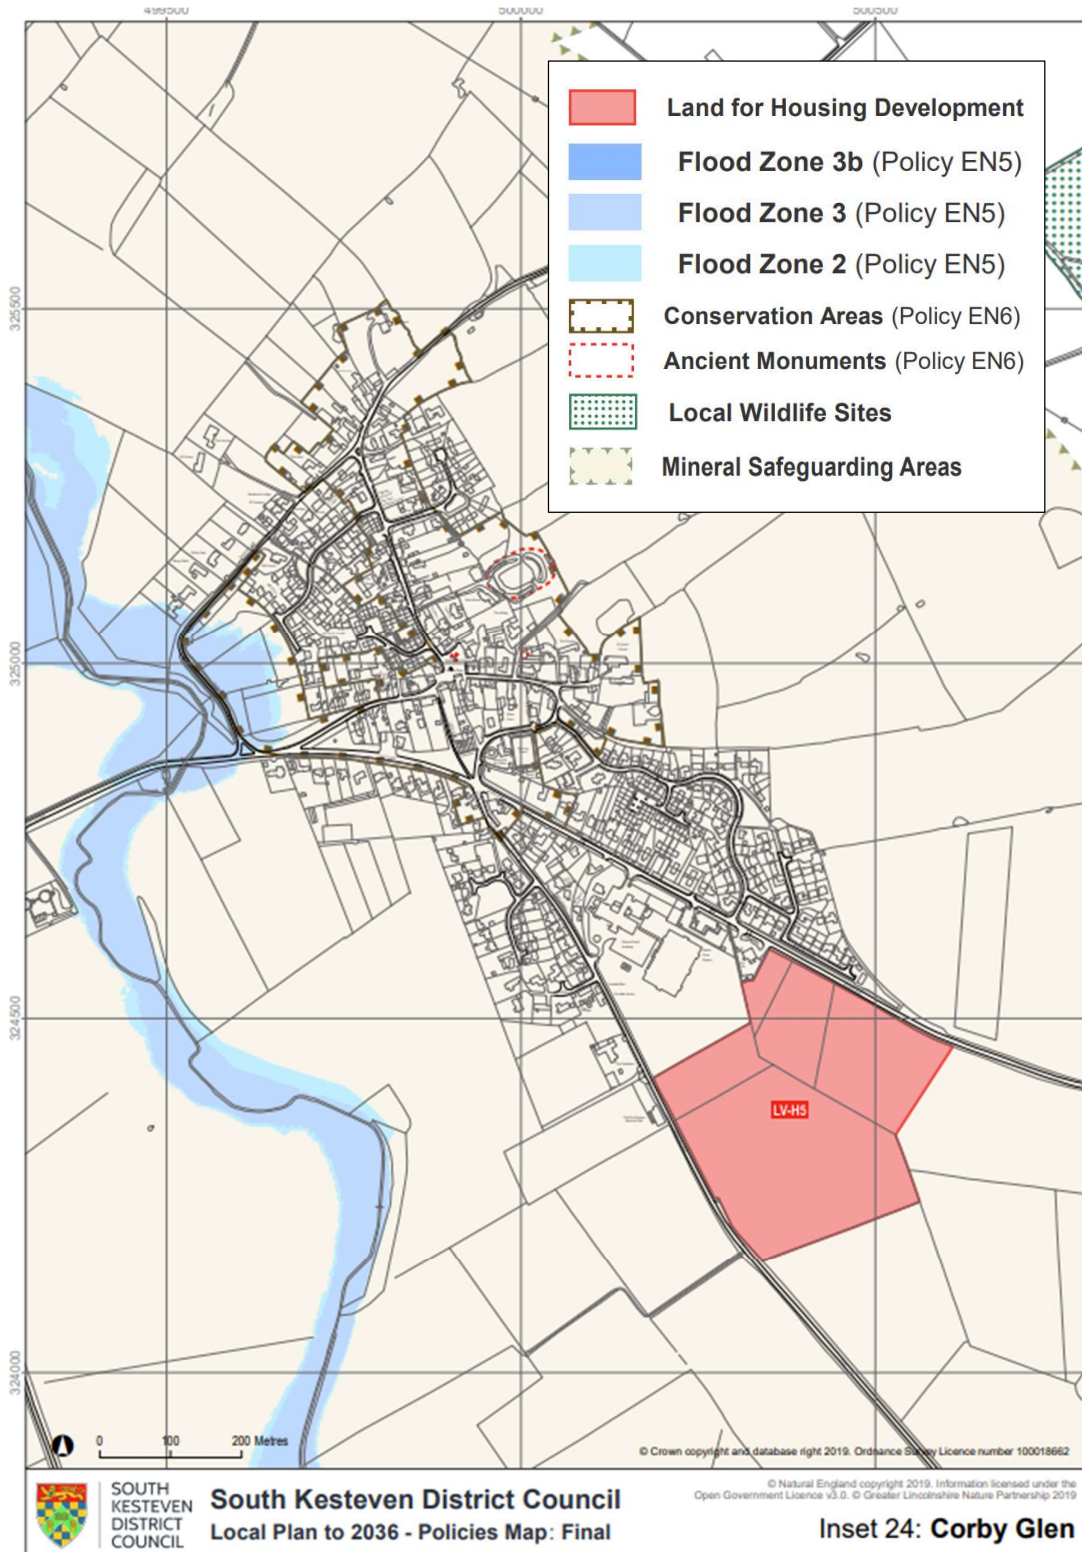 499500
500000
500500
325500
325000
324500
324000
Land for Housing Development
Flood Zone 3b (Policy EN5)
Flood Zone 3 (Policy EN5)
Flood Zone 2 (Policy EN5)
Conservation Areas (Policy EN6)
Ancient Monuments (Policy EN6)
Local Wildlife Sites
Mineral Safeguarding Areas
LV-H5
0 100 200 Metres
© Crown copyright and database right 2019. Ordnance Survey Licence number 100018662
SOUTH
KESTEVEN
DISTRICT
COUNCIL
South Kesteven District Council
Local Plan to 2036 - Policies Map: Final
© Natural England copyright 2019. Information licensed under the
Open Government Licence v3.0. © Greater Lincolnshire Nature Partnership 2019
Inset 24: Corby Glen